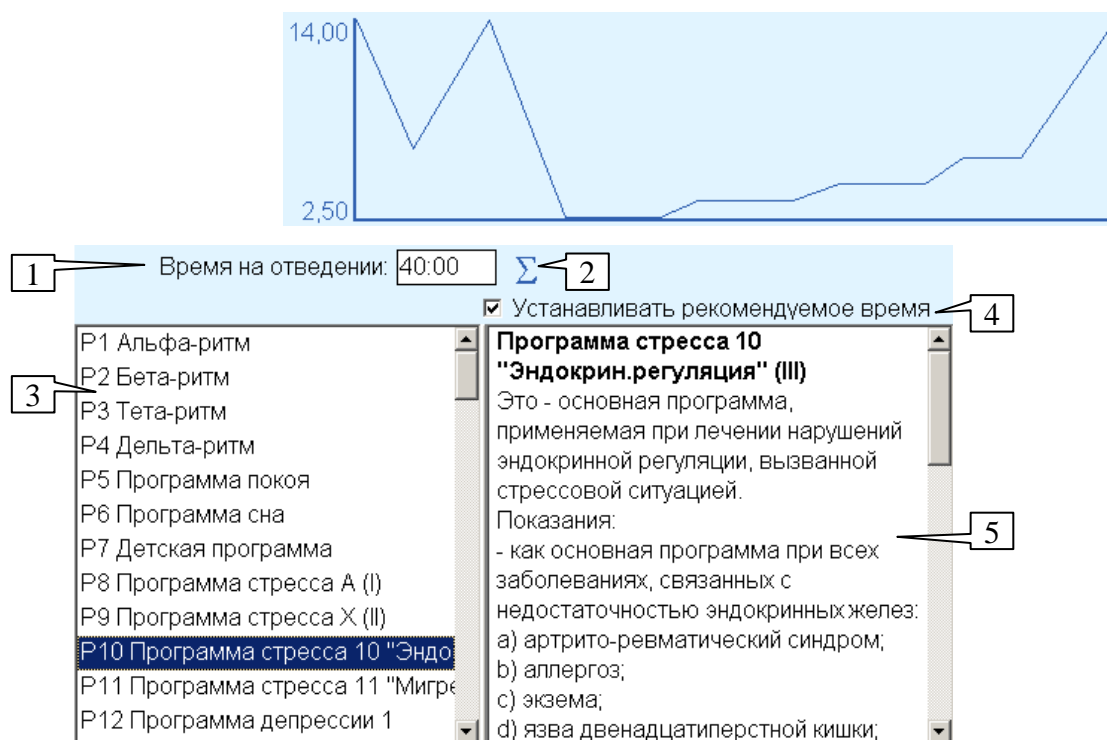 14,00
2,50
1
Время на отведении: 40:00
Σ
2
Устанавливать рекомендуемое время
4
3
P1 Альфа-ритм
P2 Бета-ритм
P3 Тета-ритм
P4 Дельта-ритм
P5 Программа покоя
P6 Программа сна
P7 Детская программа
P8 Программа стресса А (I)
P9 Программа стресса X (II)
P10 Программа стресса 10 "Эндо
P11 Программа стресса 11 "Мигре
P12 Программа депрессии 1
Программа стресса 10
"Эндокрин.регуляция" (III)
Это - основная программа,
применяемая при лечении нарушений
эндокринной регуляции, вызванной
стрессовой ситуацией.
Показания:
- как основная программа при всех
заболеваниях, связанных с
недостаточностью эндокринных желез:
a) артрито-ревматический синдром;
b) аллергоз;
c) экзема;
d) язва двенадцатиперстной кишки;
5